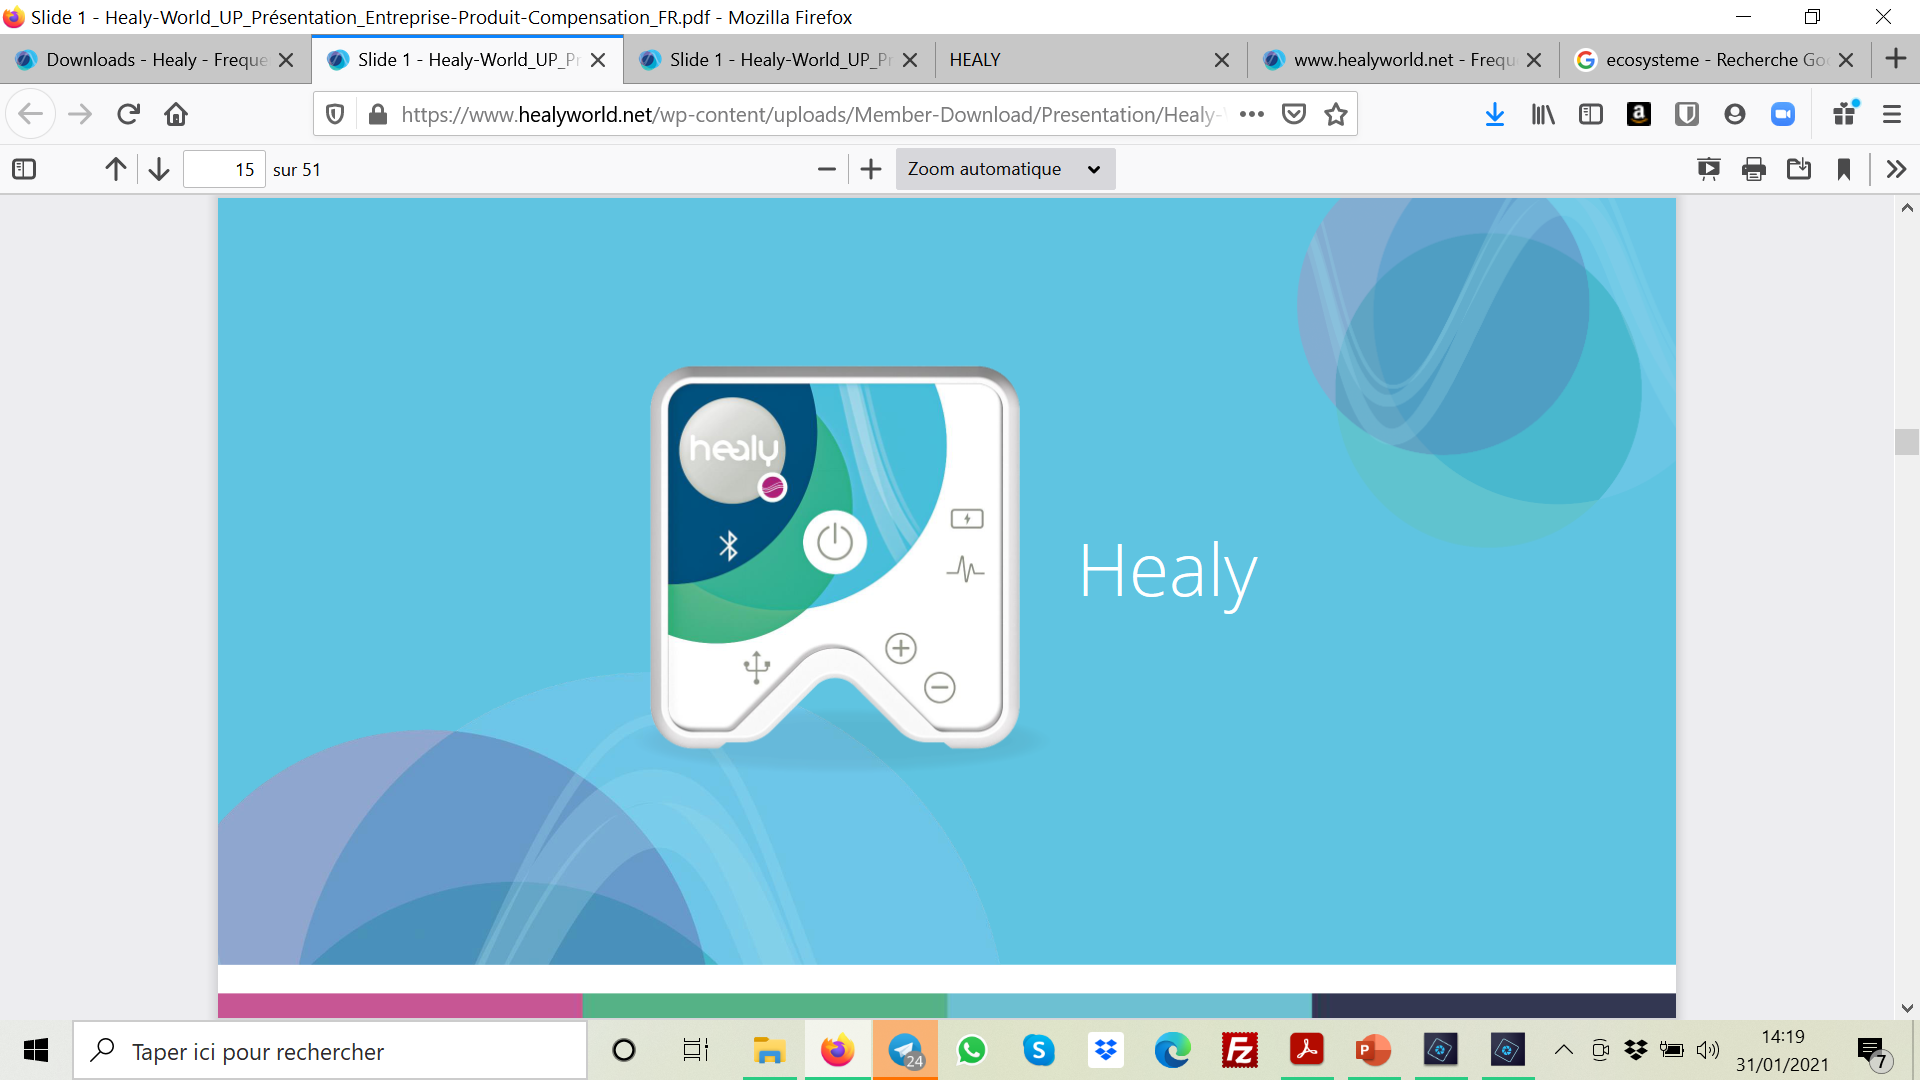 Slide 1 - Healy-World_UP_Présentation_Entreprise-Produit-Compensation_FR.pdf - Mozilla Firefox
Downloads - Healy - Freque
Slide 1 - Healy-World_UP_Pr
Slide 1 - Healy-World_UP_Pr
HEALY
www.healyworld.net - Frequ
ecosysteme - Recherche Goo
https://www.healyworld.net/wp-content/uploads/Member-Download/Presentation/Healy-
15 sur 51
Zoom automatique
healy
Healy
Taper ici pour rechercher
24
14:19
31/01/2021
7